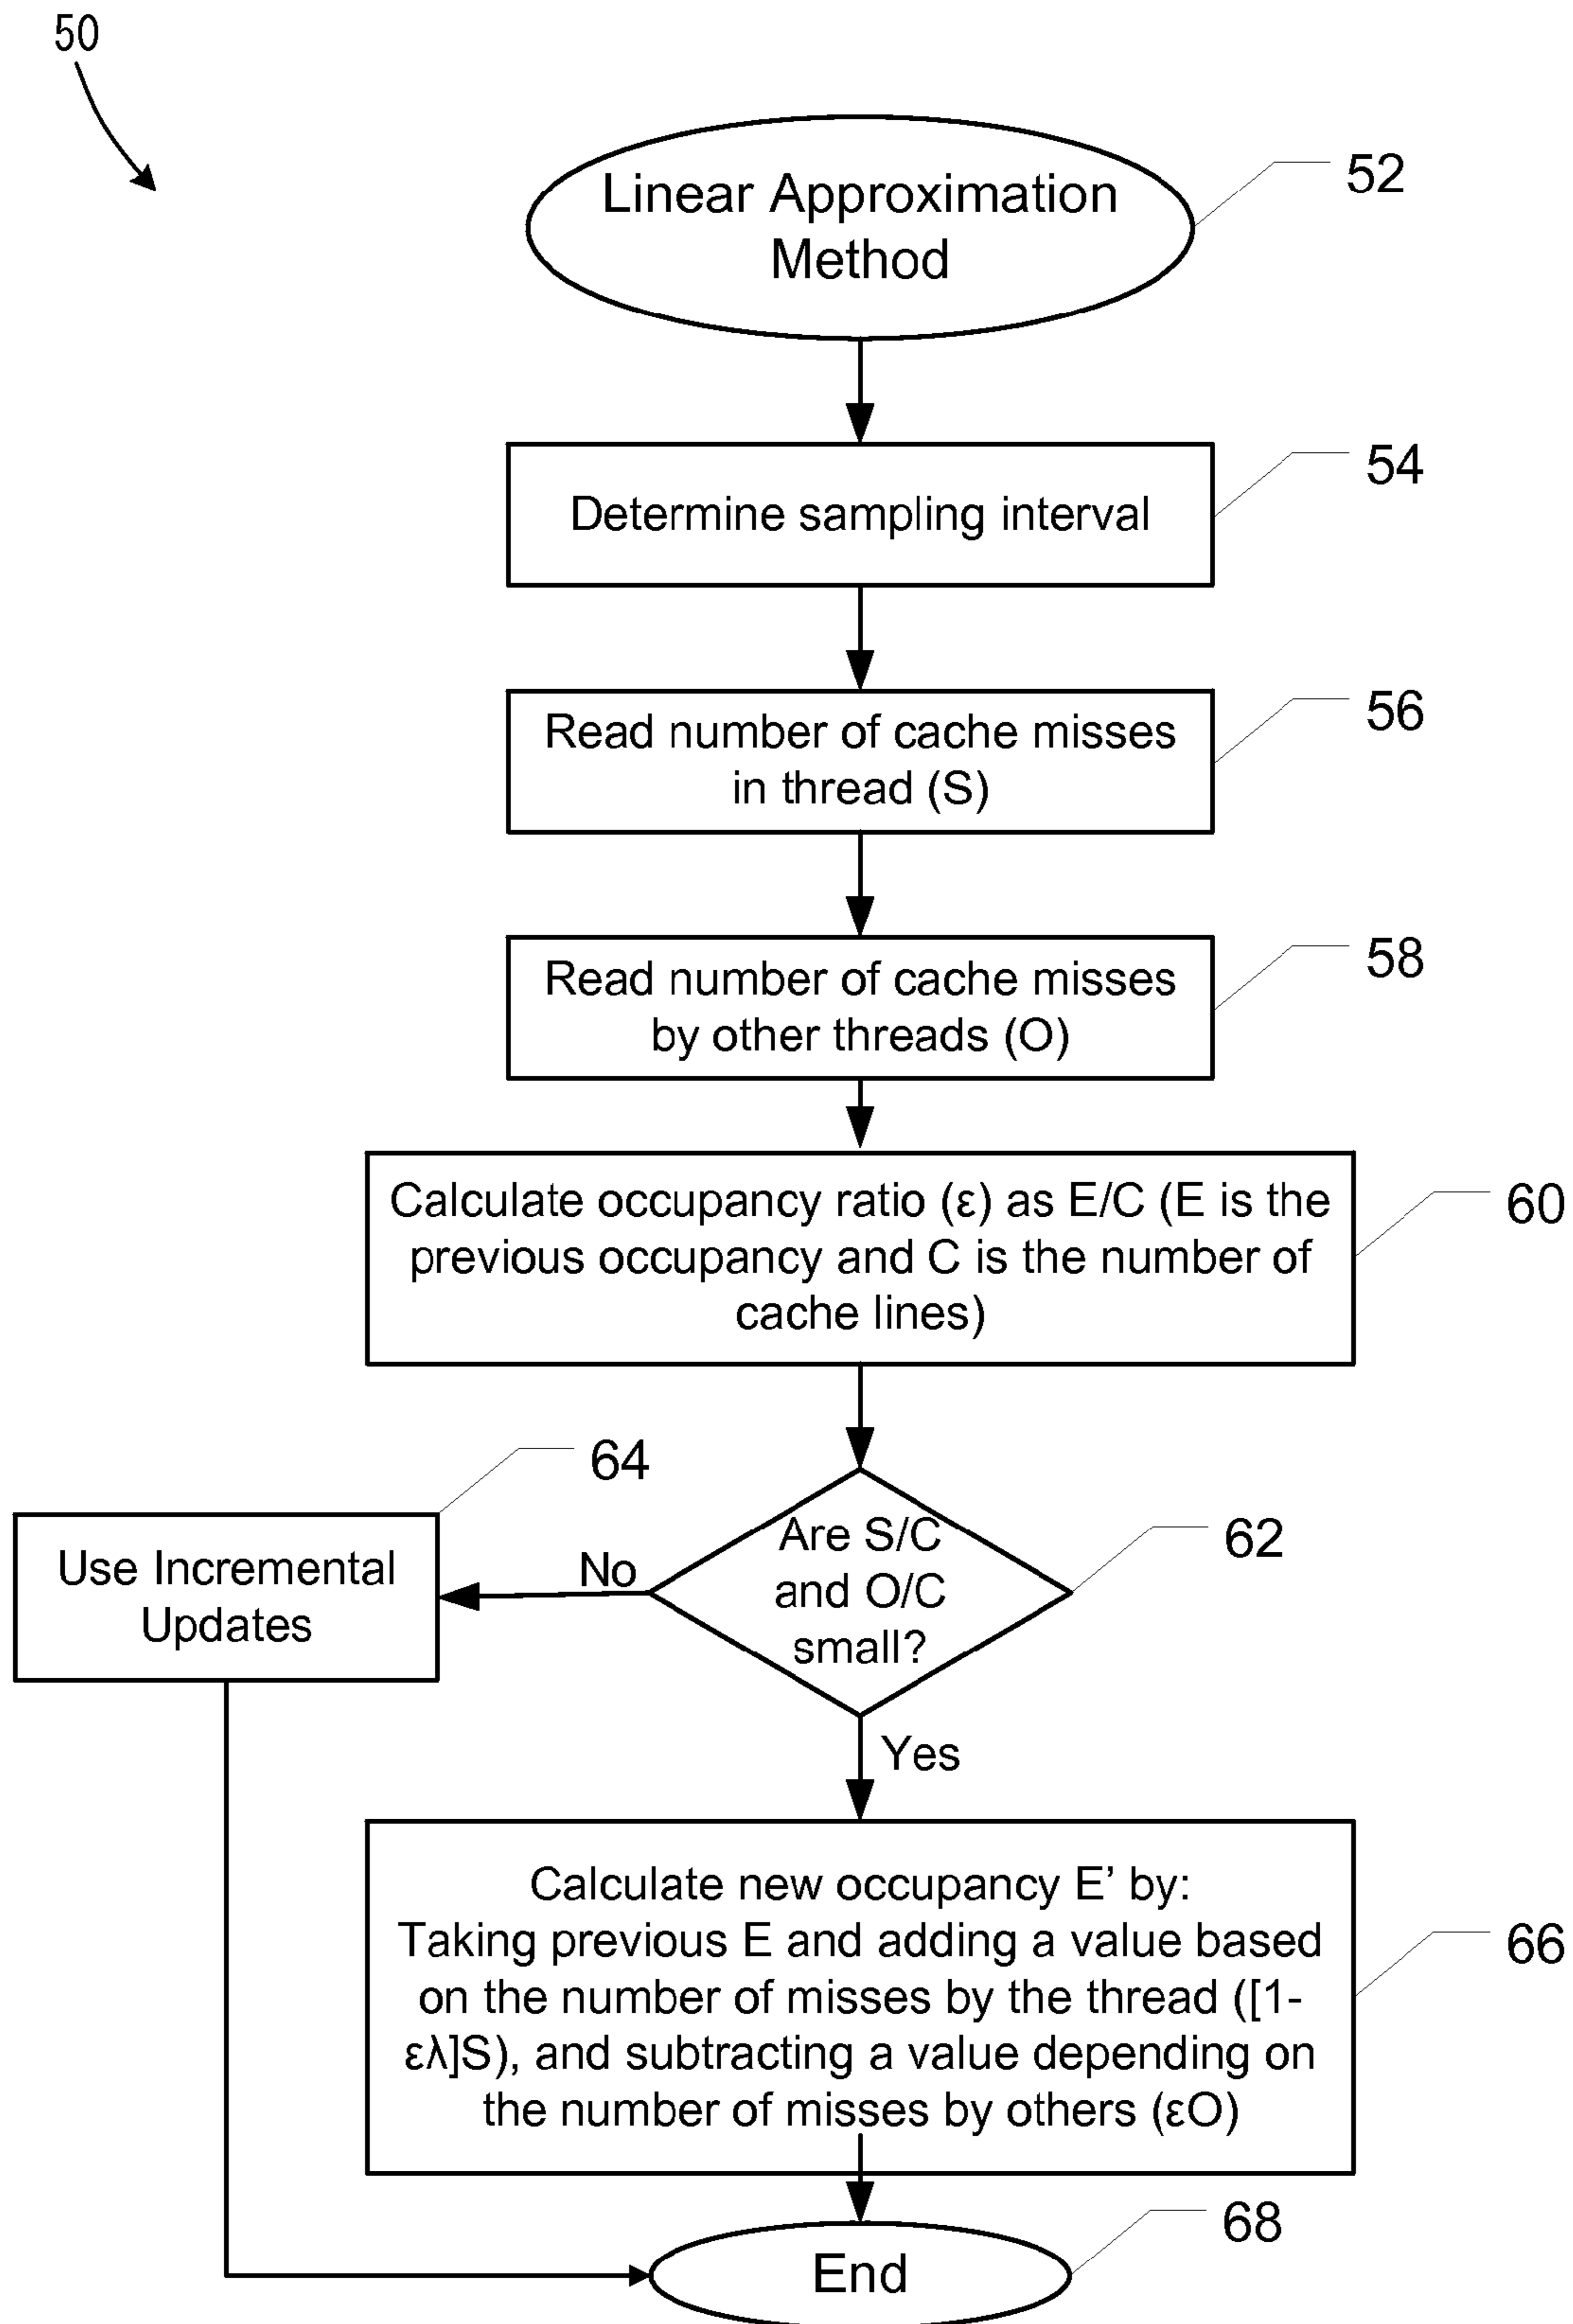 50
Linear Approximation
Method
52
Determine sampling interval
54
Read number of cache misses
in thread (S)
56
Read number of cache misses
by other threads (O)
58
Calculate occupancy ratio (ε) as E/C (E is the
previous occupancy and C is the number of
cache lines)
60
Are S/C
and O/C
small?
62
No
64
Use Incremental
Updates
Yes
Calculate new occupancy E’ by:
Taking previous E and adding a value based
on the number of misses by the thread ([1-
ελ]S), and subtracting a value depending on
the number of misses by others (εO)
66
End
68